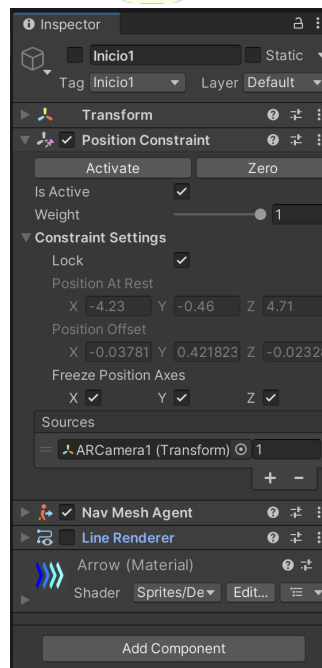 Inspector
Inicio1 Static
Tag Inicio1 Layer Default
Transform
Position Constraint
Activate Zero
Is Active
Weight 1
Constraint Settings
Lock
Position At Rest
X -4.23 Y -0.46 Z 4.71
Position Offset
X -0.03781 Y 0.421823 Z -0.0232
Freeze Position Axes
X Y Z
Sources
ARCamera1 (Transform) 1
+ -
Nav Mesh Agent
Line Renderer
Arrow (Material)
Shader Sprites/De Edit...
Add Component